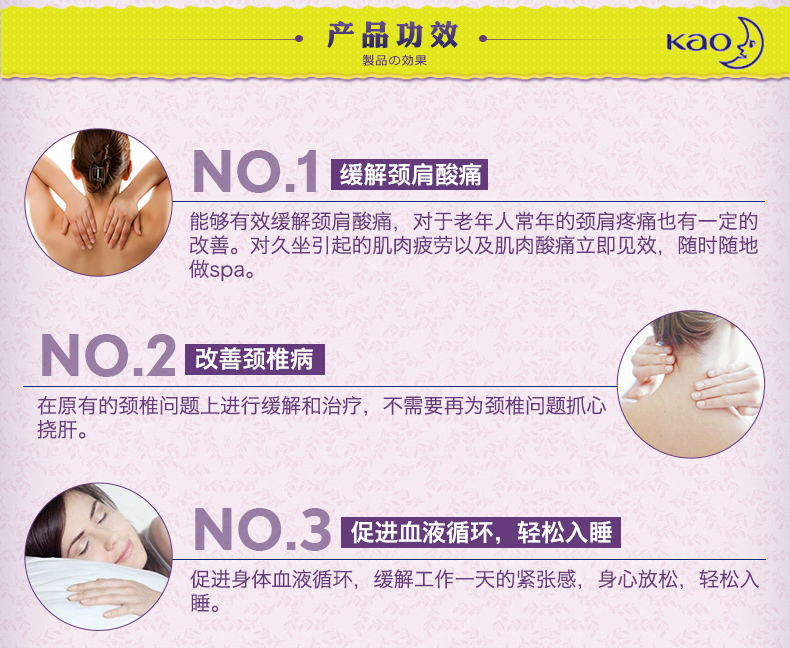 产品功效
製品の効果
Kao
NO.1 缓解颈肩酸痛
能够有效缓解颈肩酸痛，对于老年人常年的颈肩疼痛也有一定的
改善。对久坐引起的肌肉疲劳以及肌肉酸痛立即见效，随时随地
做spa。
NO.2 改善颈椎病
在原有的颈椎问题上进行缓解和治疗，不需要再为颈椎问题抓心
挠肝。
NO.3 促进血液循环，轻松入睡
促进身体血液循环，缓解工作一天的紧张感，身心放松，轻松入
睡。